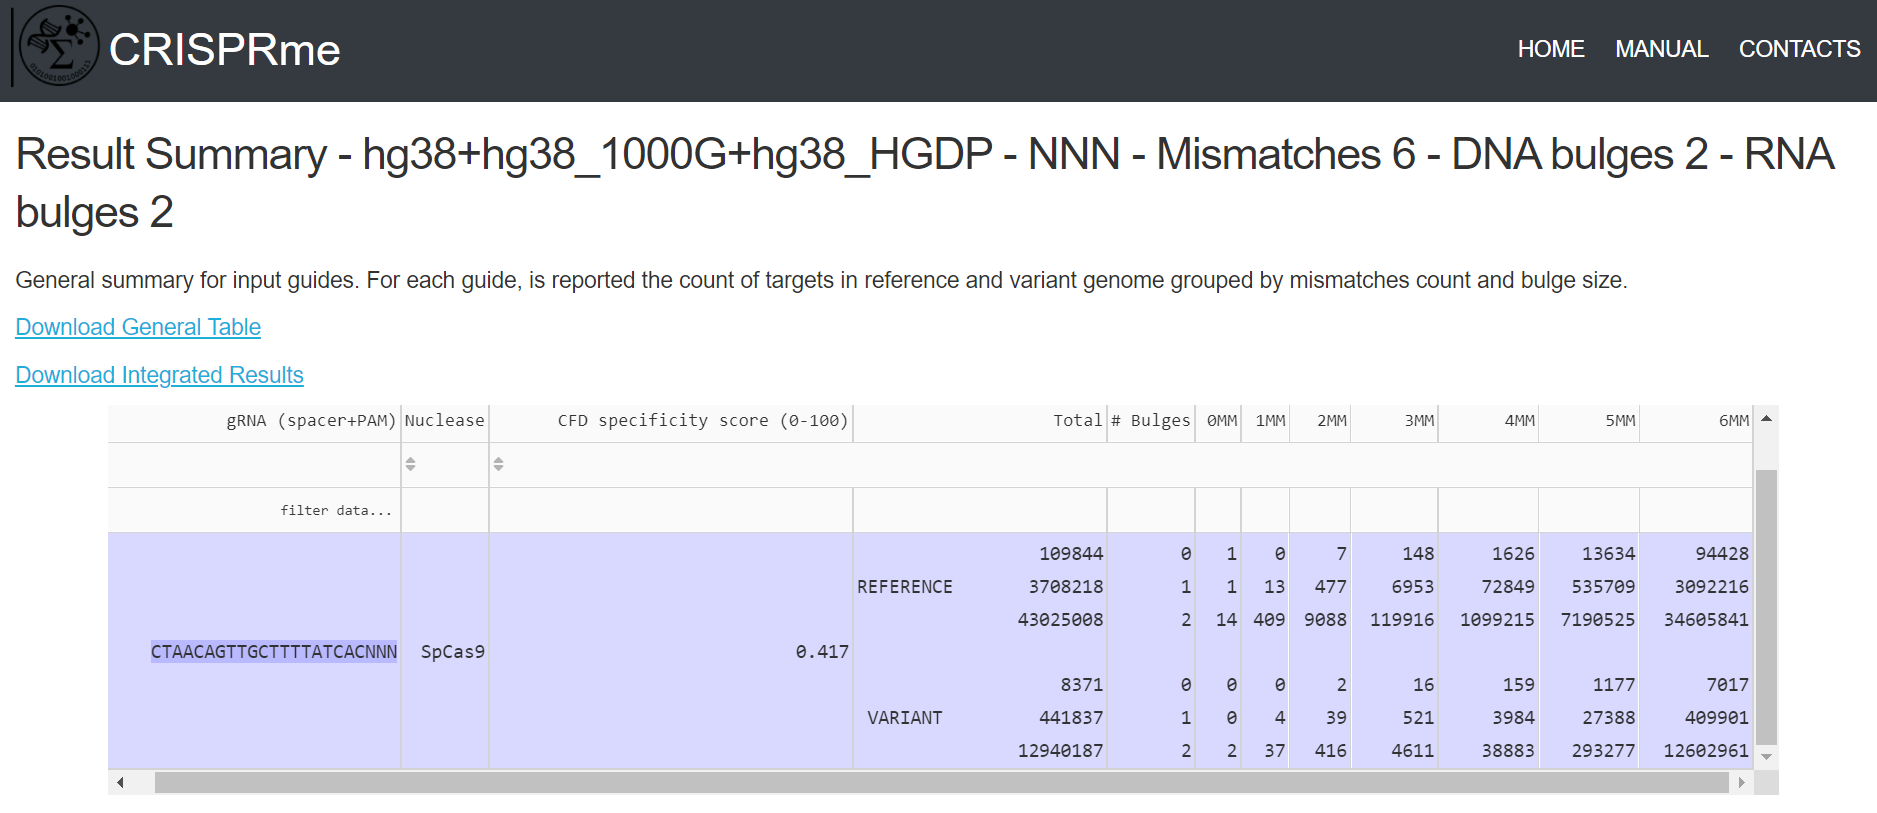 CRISPRme
HOME MANUAL CONTACTS
Result Summary - hg38+hg38_1000G+hg38_HGDP - NNN - Mismatches 6 - DNA bulges 2 - RNA
bulges 2
General summary for input guides. For each guide, is reported the count of targets in reference and variant genome grouped by mismatches count and bulge size.
Download General Table
Download Integrated Results
gRNA (spacer+PAM) Nuclease CFD specificity score (0-100) Total # Bulges 0MM 1MM 2MM 3MM 4MM 5MM 6MM
filter data...
109844 0 1 0 7 148 1626 13634 94428
REFERENCE 3708218 1 1 13 477 6953 72849 535709 3092216
43025008 2 14 409 9088 119916 1099215 7190525 34605841
CTAACAGTTGCTTTTATCACNNN SpCas9 0.417
8371 0 0 0 2 16 159 1177 7017
VARIANT 441837 1 0 4 39 521 3984 27388 409901
12940187 2 2 37 416 4611 38883 293277 12602961